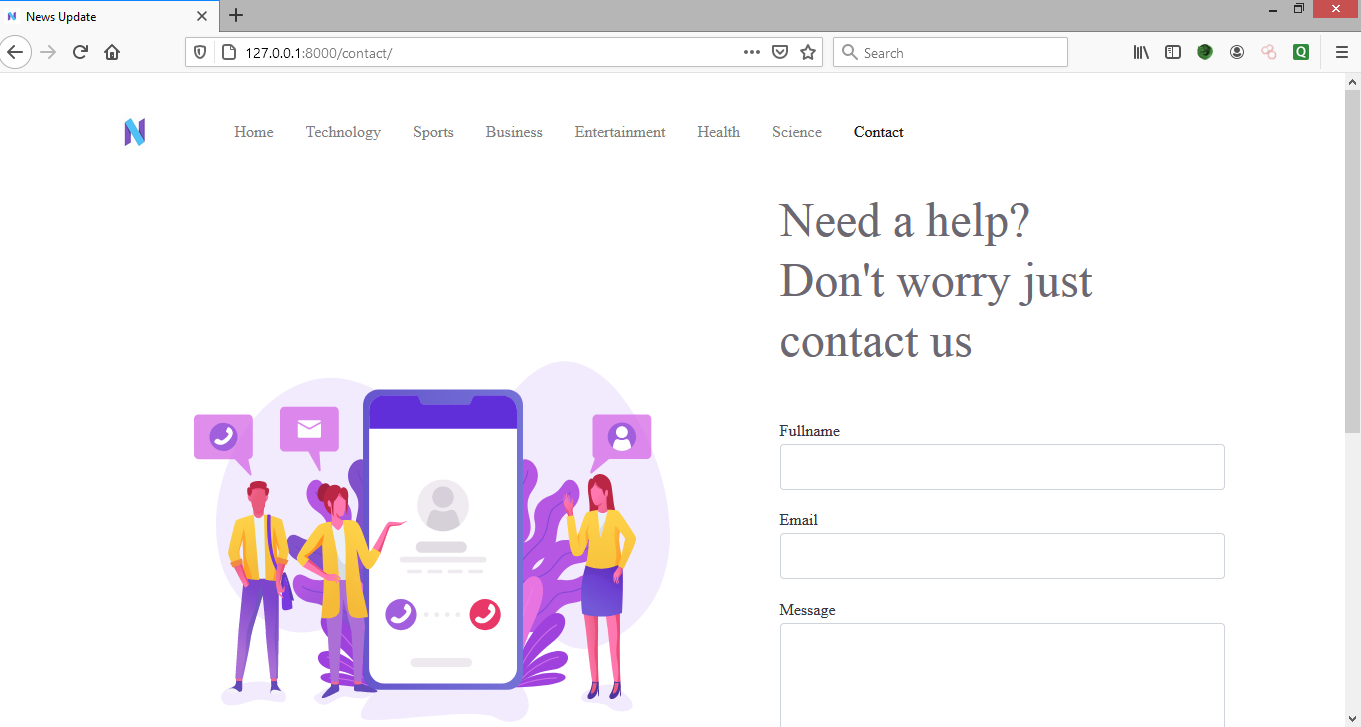 News Update
127.0.0.1:8000/contact/
Search
N
Home Technology Sports Business Entertainment Health Science Contact
Need a help?
Don't worry just
contact us
Fullname
Email
Message